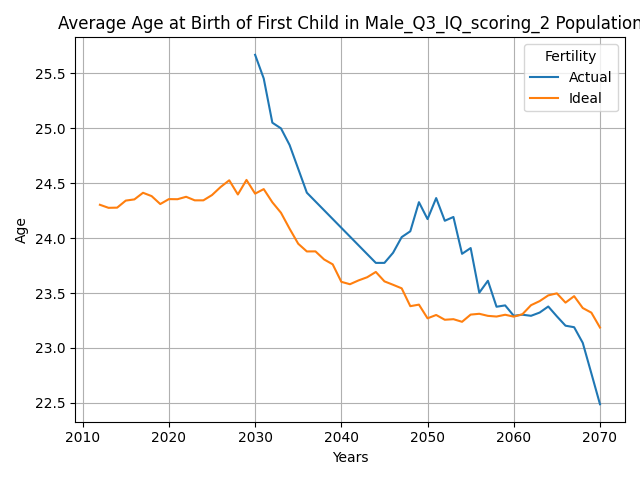 Average Age at Birth of First Child in Male_Q3_IQ_scoring_2 Population
Fertility
Actual
Ideal
25.5
25.0
24.5
24.0
23.5
23.0
22.5
Age
2010
2020
2030
2040
2050
2060
2070
Years